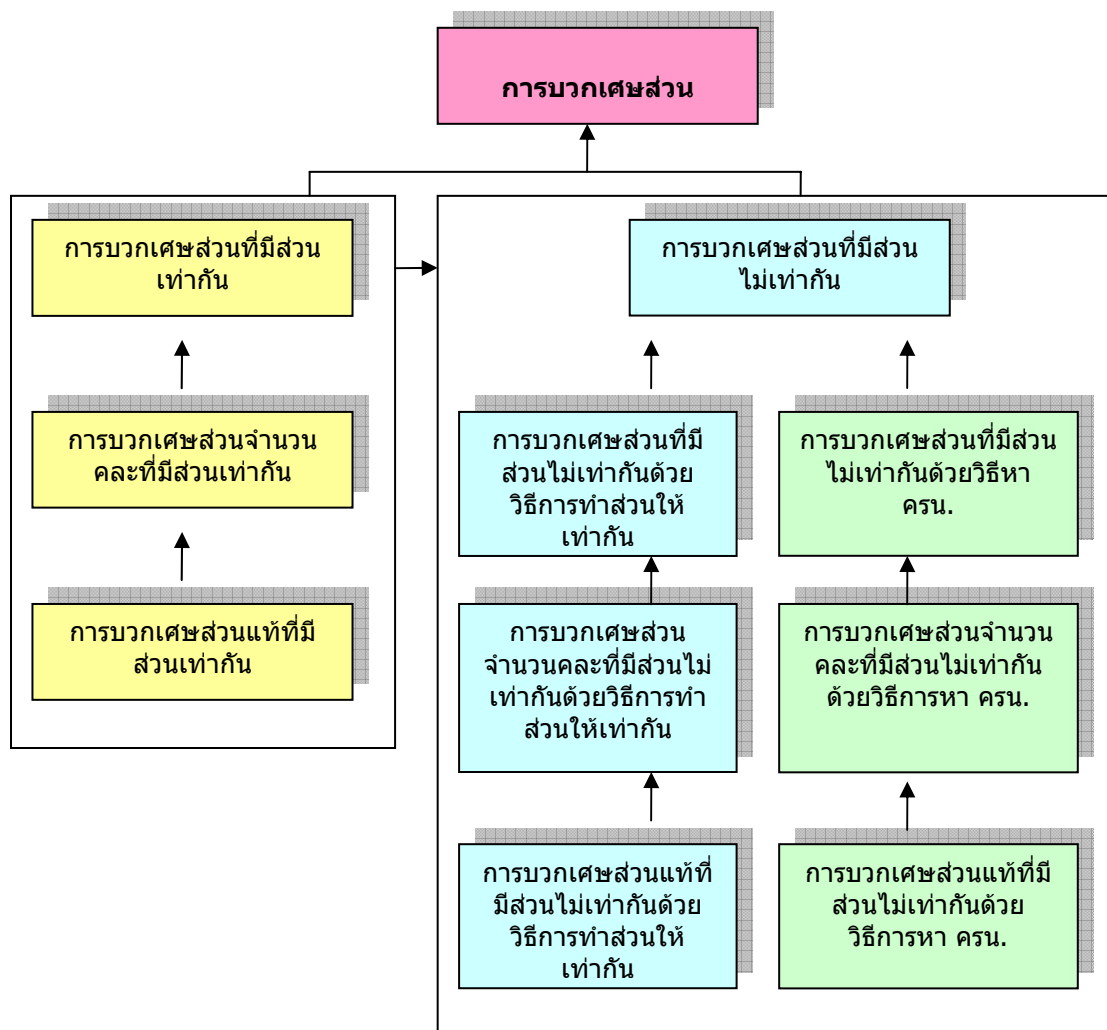 การบวกเศษส่วน
การบวกเศษส่วนที่มีส่วน
เท่ากัน
การบวกเศษส่วนจำนวน
คละที่มีส่วนเท่ากัน
การบวกเศษส่วนแท้ที่มี
ส่วนเท่ากัน
การบวกเศษส่วนที่มีส่วน
ไม่เท่ากัน
การบวกเศษส่วนที่มี
ส่วนไม่เท่ากันด้วย
วิธีการทำส่วนให้
เท่ากัน
การบวกเศษส่วน
จำนวนคละที่มีส่วนไม่
เท่ากันด้วยวิธีการทำ
ส่วนให้เท่ากัน
การบวกเศษส่วนแท้ที่
มีส่วนไม่เท่ากันด้วย
วิธีการทำส่วนให้
เท่ากัน
การบวกเศษส่วนที่มีส่วน
ไม่เท่ากันด้วยวิธีหา
ครน.
การบวกเศษส่วนจำนวน
คละที่มีส่วนไม่เท่ากัน
ด้วยวิธีการหา ครน.
การบวกเศษส่วนแท้ที่มี
ส่วนไม่เท่ากันด้วย
วิธีการหา ครน.